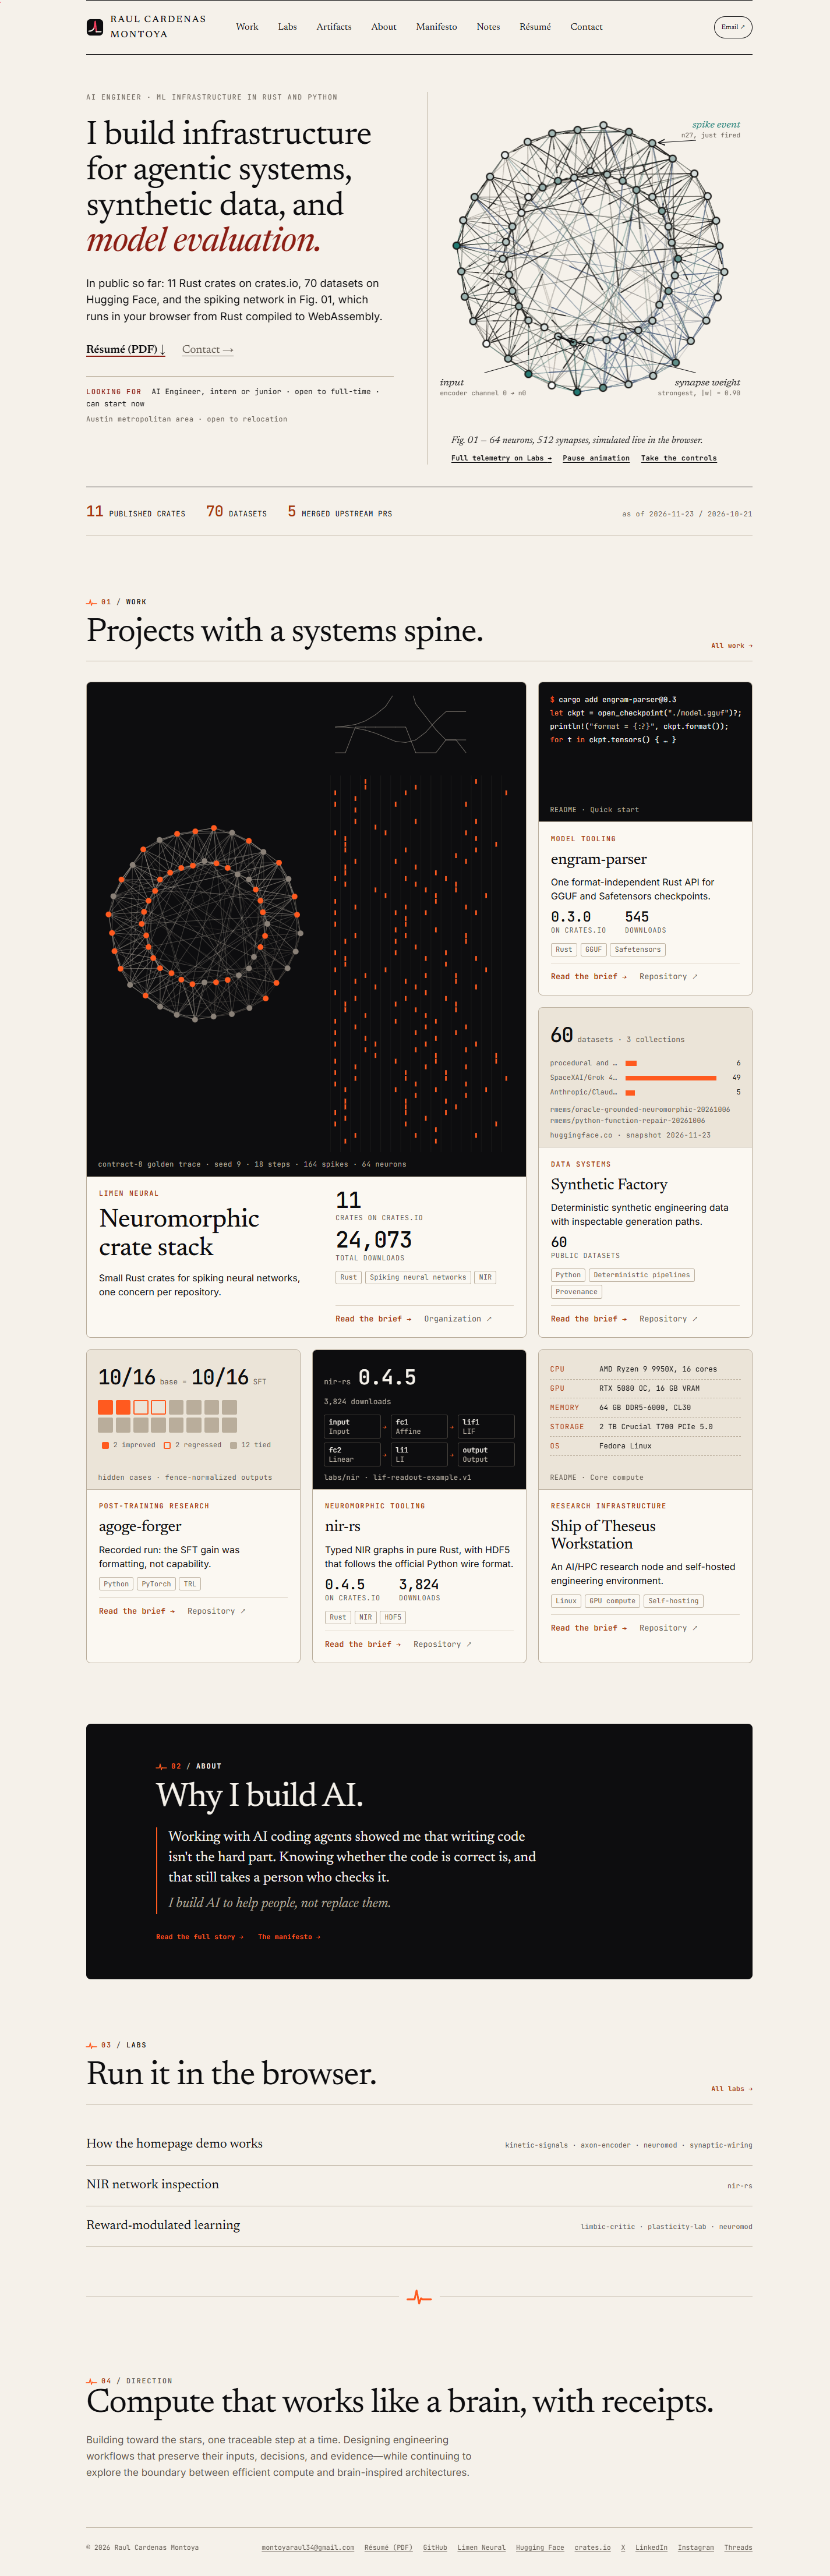 RAUL CARDENAS
MONTOYA
Work
Labs
Artifacts
About
Manifesto
Notes
Résumé
Contact
Email ↗
AI ENGINEER · ML INFRASTRUCTURE IN RUST AND PYTHON
I build infrastructure
for agentic systems,
synthetic data, and
model evaluation.
In public so far: 11 Rust crates on crates.io, 70 datasets on
Hugging Face, and the spiking network in Fig. 01, which
runs in your browser from Rust compiled to WebAssembly.
Résumé (PDF) ↓
Contact →
LOOKING FOR AI Engineer, intern or junior · open to full-time ·
can start now
Austin metropolitan area · open to relocation
spike event
n27, just fired
input
encoder channel 0 → n0
synapse weight
strongest, |w| = 0.90
Fig. 01 — 64 neurons, 512 synapses, simulated live in the browser.
Full telemetry on Labs →
Pause animation
Take the controls
11 PUBLISHED CRATES
70 DATASETS
5 MERGED UPSTREAM PRS
as of 2026-11-23 / 2026-10-21
01 / WORK
Projects with a systems spine.
All work →
contract-8 golden trace · seed 9 · 18 steps · 164 spikes · 64 neurons
LIMEN NEURAL
Neuromorphic
crate stack
Small Rust crates for spiking neural networks,
one concern per repository.
11
CRATES ON CRATES.IO
24,073
TOTAL DOWNLOADS
Rust
Spiking neural networks
NIR
Read the brief →
Organization ↗
$ cargo add engram-parser@0.3
let ckpt = open_checkpoint("./model.gguf")?;
println!("format = {:?}", ckpt.format());
for t in ckpt.tensors() { … }
README · Quick start
MODEL TOOLING
engram-parser
One format-independent Rust API for
GGUF and Safetensors checkpoints.
0.3.0
ON CRATES.IO
545
DOWNLOADS
Rust
GGUF
Safetensors
Read the brief →
Repository ↗
60 datasets · 3 collections
procedural and … 6
SpaceXAI/Grok 4… 49
Anthropic/Claud… 5
rmems/oracle-grounded-neuromorphic-20261006
rmems/python-function-repair-20261006
huggingface.co · snapshot 2026-11-23
DATA SYSTEMS
Synthetic Factory
Deterministic synthetic engineering data
with inspectable generation paths.
60
PUBLIC DATASETS
Python
Deterministic pipelines
Provenance
Read the brief →
Repository ↗
10/16 base = 10/16 SFT
2 improved
2 regressed
12 tied
hidden cases · fence-normalized outputs
POST-TRAINING RESEARCH
agoge-forger
Recorded run: the SFT gain was
formatting, not capability.
Python
PyTorch
TRL
Read the brief →
Repository ↗
nir-rs 0.4.5
3,824 downloads
input
Input
→
fc1
Affine
→
lif1
LIF
fc2
Linear
→
li1
LI
→
output
Output
labs/nir · lif-readout-example.v1
NEUROMORPHIC TOOLING
nir-rs
Typed NIR graphs in pure Rust, with HDF5
that follows the official Python wire format.
0.4.5
ON CRATES.IO
3,824
DOWNLOADS
Rust
NIR
HDF5
Read the brief →
Repository ↗
CPU AMD Ryzen 9 9950X, 16 cores
GPU RTX 5080 OC, 16 GB VRAM
MEMORY 64 GB DDR5-6000, CL30
STORAGE 2 TB Crucial T700 PCIe 5.0
OS Fedora Linux
README · Core compute
RESEARCH INFRASTRUCTURE
Ship of Theseus
Workstation
An AI/HPC research node and self-hosted
engineering environment.
Linux
GPU compute
Self-hosting
Read the brief →
Repository ↗
02 / ABOUT
Why I build AI.
Working with AI coding agents showed me that writing code
isn't the hard part. Knowing whether the code is correct is, and
that still takes a person who checks it.
I build AI to help people, not replace them.
Read the full story →
The manifesto →
03 / LABS
Run it in the browser.
All labs →
How the homepage demo works
kinetic-signals · axon-encoder · neuromod · synaptic-wiring
NIR network inspection
nir-rs
Reward-modulated learning
limbic-critic · plasticity-lab · neuromod
04 / DIRECTION
Compute that works like a brain, with receipts.
Building toward the stars, one traceable step at a time. Designing engineering
workflows that preserve their inputs, decisions, and evidence—while continuing to
explore the boundary between efficient compute and brain-inspired architectures.
© 2026 Raul Cardenas Montoya
montoyaraul34@gmail.com
Résumé (PDF)
GitHub
Limen Neural
Hugging Face
crates.io
X
LinkedIn
Instagram
Threads